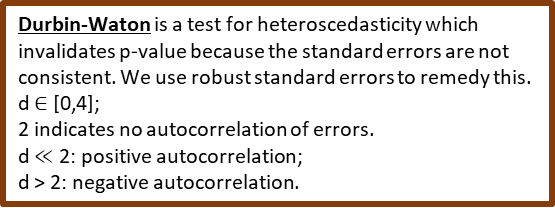 Durbin-Waton is a test for heteroscedasticity which
invalidates p-value because the standard errors are not
consistent. We use robust standard errors to remedy this.
d ∈ [0,4];
2 indicates no autocorrelation of errors.
d ≪ 2: positive autocorrelation;
d > 2: negative autocorrelation.